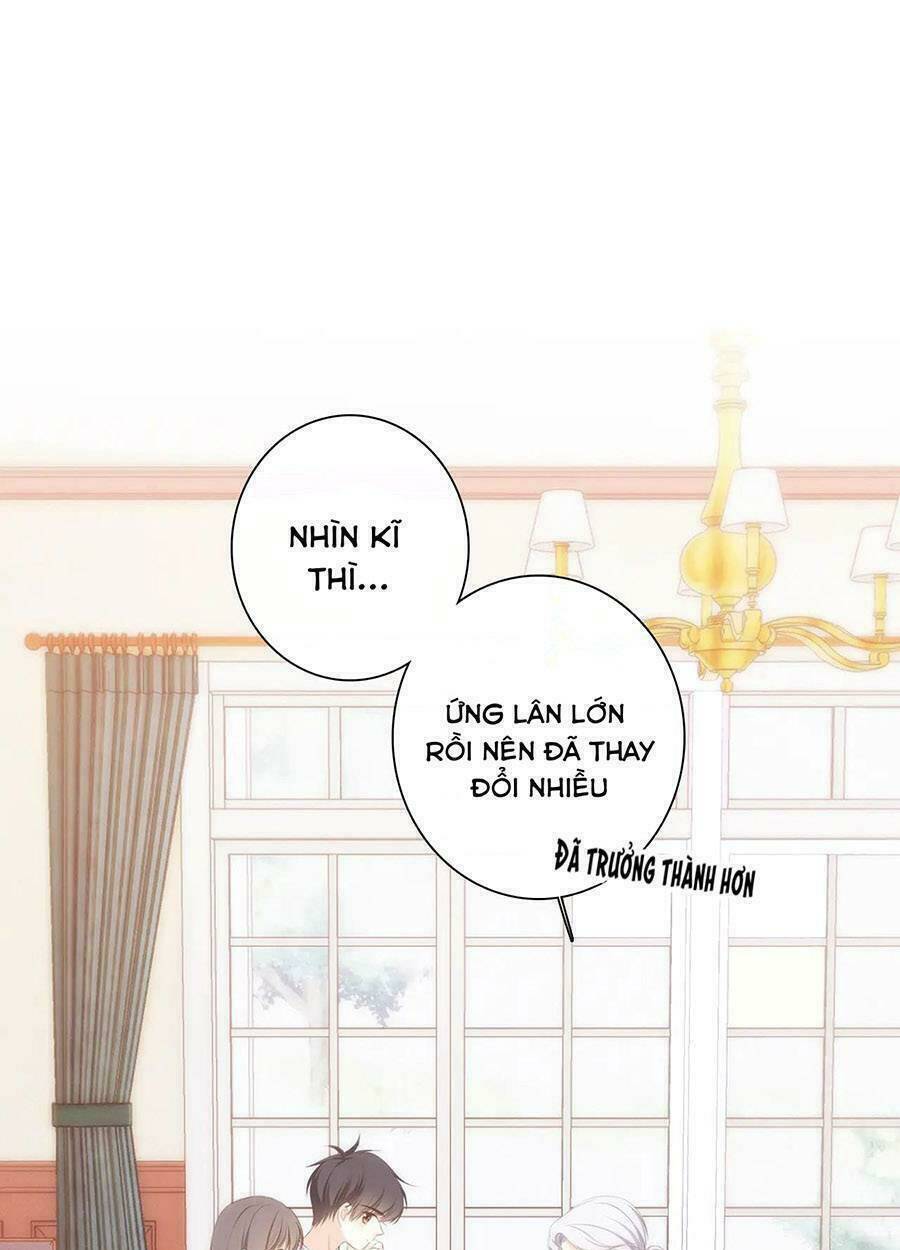 NHÌN KĨ
THÌ...
ỨNG LÂN LỚN
RỒI NÊN ĐÃ THAY
ĐỔI NHIỀU
ĐÃ TRƯỞNG THÀNH HƠN